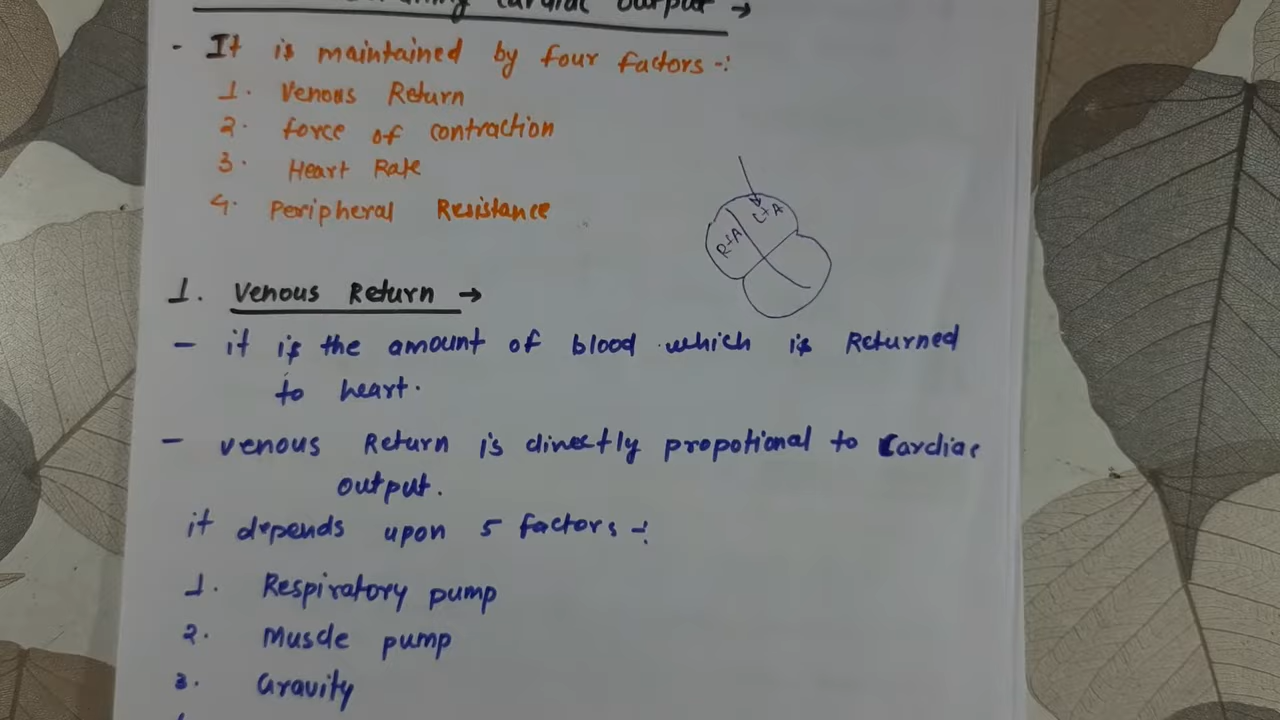 Cardiac output →
- It is maintained by four factors -:
1. Venous Return
2. force of contraction
3. Heart Rate
4. Peripheral Resistance
L+A
R+A
1. Venous Return →
- it is the amount of blood which is Returned
to heart.
- venous Return is directly propotional to Cardiac
output.
it depends upon 5 factors -:
1. Respiratory pump
2. Muscle pump
3. Gravity